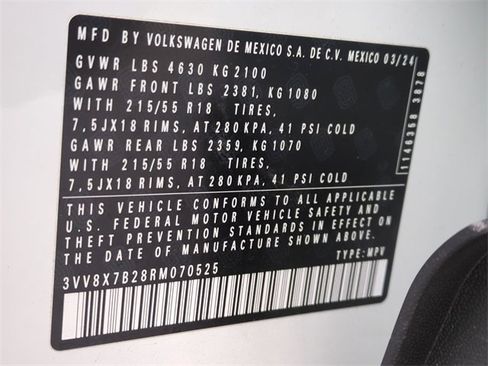 MFD BY VOLKSWAGEN DE MEXICO S.A. DE C.V. MEXICO 03/24
GVWR LBS 4630 KG 2100
GAWR FRONT LBS 2381, KG 1080
WITH 215/55 R18 TIRES,
7,5JX18 RIMS, AT 280 KPA, 41 PSI COLD
GAWR REAR LBS 2359, KG 1070
WITH 215/55 R18 TIRES,
7,5JX18 RIMS, AT 280 KPA, 41 PSI COLD
THIS VEHICLE CONFORMS TO ALL APPLICABLE
U.S. FEDERAL MOTOR VEHICLE SAFETY AND
THEFT PREVENTION STANDARDS IN EFFECT ON
THE DATE OF MANUFACTURE SHOWN ABOVE.
3VV8X7B28RM070525 TYPE: MPV
1146358 3878